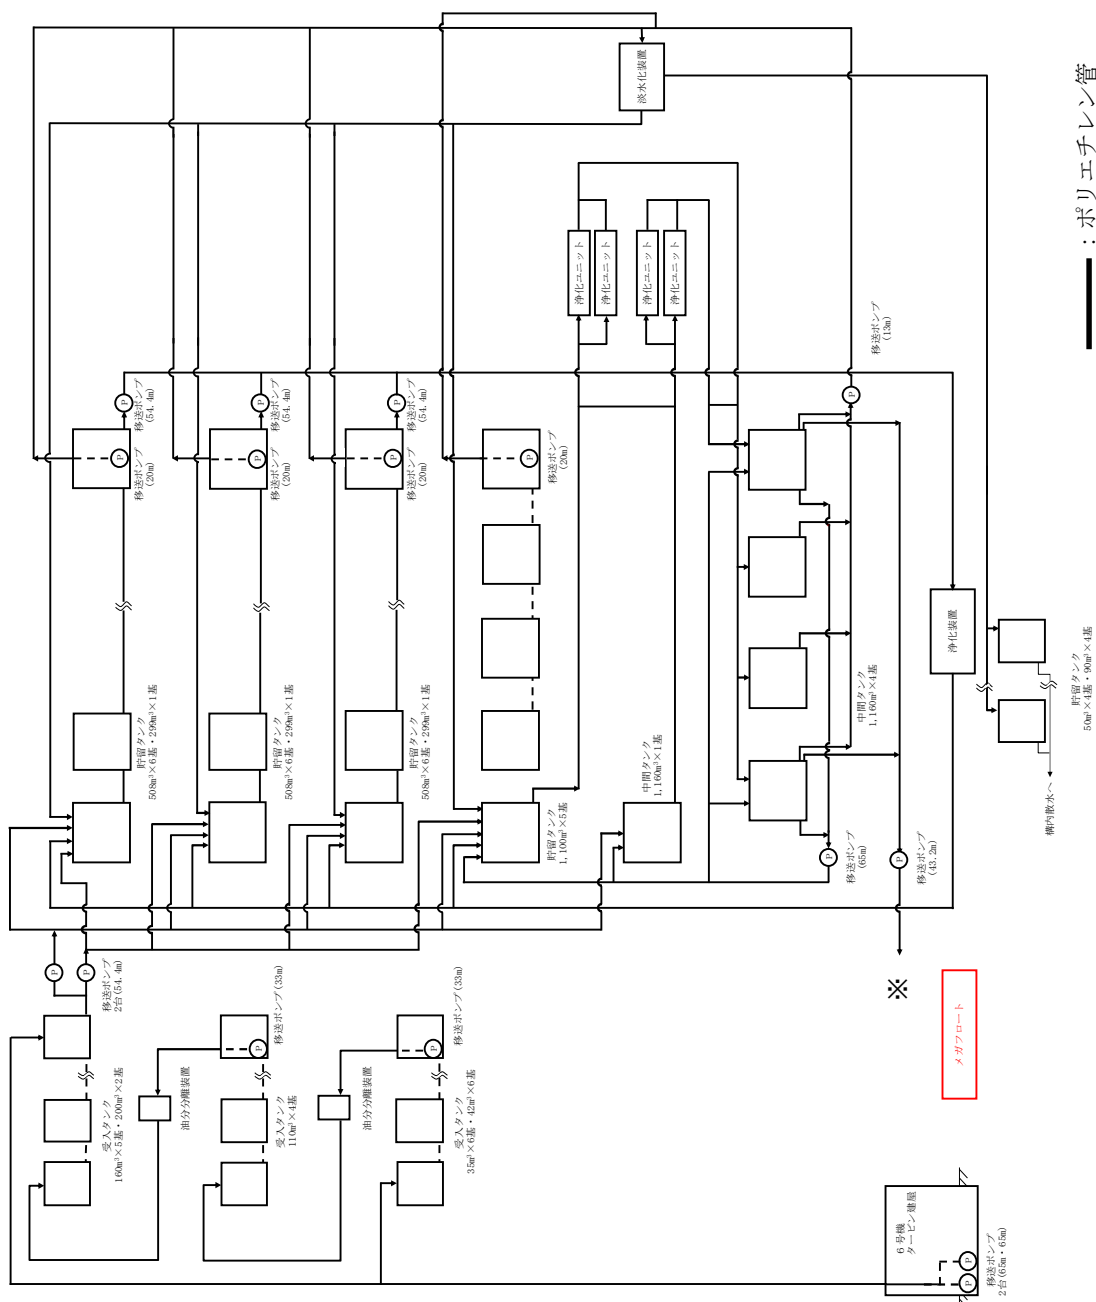 ：ポリエチレン管
淡水化装置
浄化ユニット
浄化ユニット
浄化ユニット
浄化ユニット
移送ポンプ
(13m)
P
P
移送ポンプ
(54.4m)
P
移送ポンプ
(20m)
P
移送ポンプ
(54.4m)
P
移送ポンプ
(20m)
P
移送ポンプ
(54.4m)
P
移送ポンプ
(20m)
P
移送ポンプ
(20m)
貯留タンク
508m³×6基・299m³×1基
貯留タンク
508m³×6基・299m³×1基
貯留タンク
508m³×6基・299m³×1基
貯留タンク
1,100m³×5基
中間タンク
1,160m³×1基
中間タンク
1,160m³×4基
浄化装置
貯留タンク
50m³×4基・90m³×4基
構内散水へ
P
移送ポンプ
(65m)
P
移送ポンプ
(43.2m)
※
メガフロート
P
P
移送ポンプ
2台(54.4m)
受入タンク
160m³×5基・200m³×2基
油分分離装置
P
移送ポンプ(33m)
受入タンク
110m³×4基
油分分離装置
P
移送ポンプ(33m)
受入タンク
35m³×6基・42m³×6基
6号機
タービン建屋
P
P
移送ポンプ
2台(65m・65m)